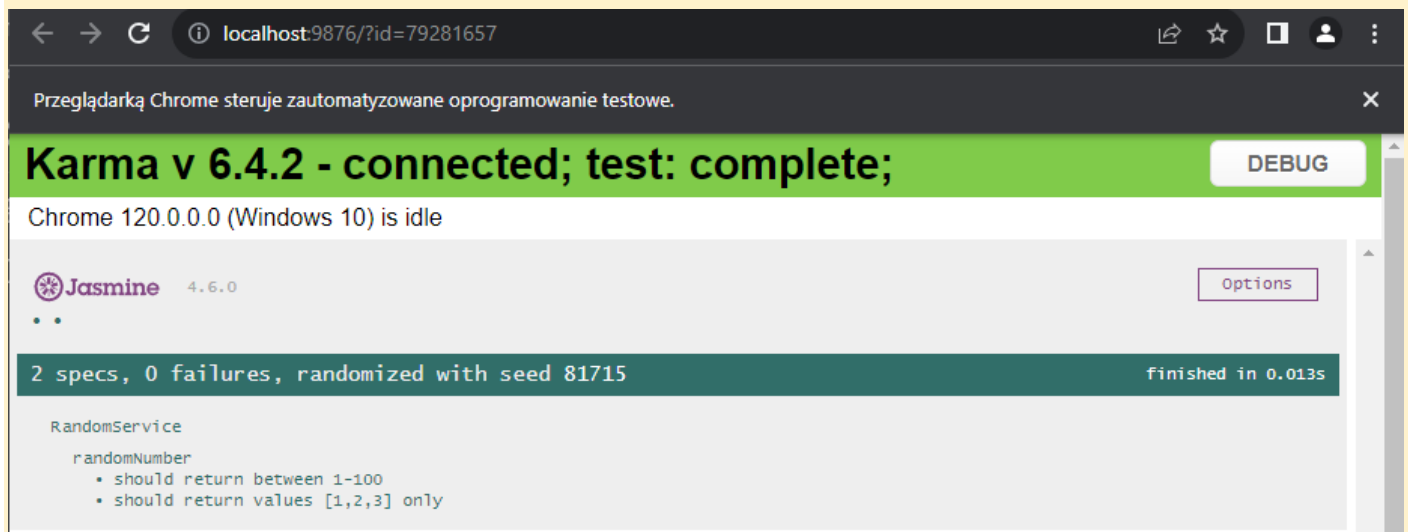 localhost:9876/?id=79281657
Przeglądarką Chrome steruje zautomatyzowane oprogramowanie testowe.
Karma v 6.4.2 - connected; test: complete;
DEBUG
Chrome 120.0.0.0 (Windows 10) is idle
Jasmine 4.6.0
Options
2 specs, 0 failures, randomized with seed 81715
finished in 0.013s
RandomService
randomNumber
• should return between 1-100
• should return values [1,2,3] only